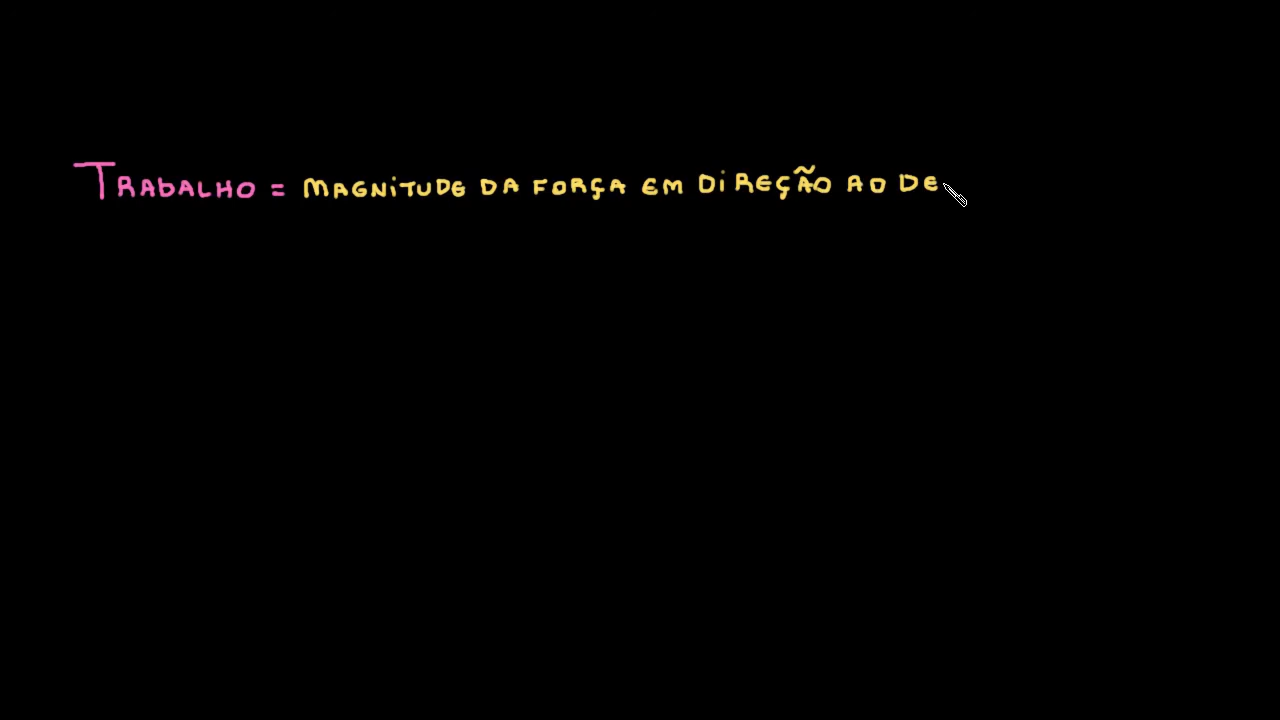 TRABALHO = MAGNiTUDE DA FORÇA EM DiREÇÃO AO DE